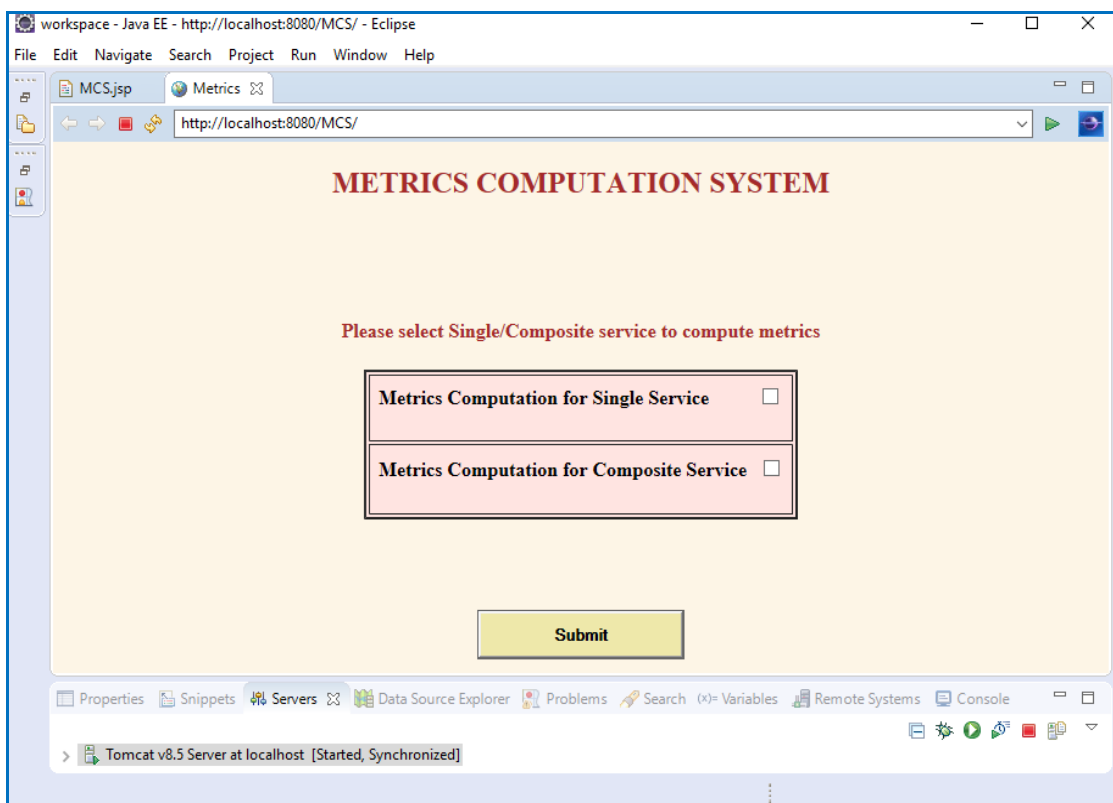 workspace - Java EE - http://localhost:8080/MCS/ - Eclipse
File Edit Navigate Search Project Run Window Help
MCS.jsp Metrics
http://localhost:8080/MCS/
METRICS COMPUTATION SYSTEM
Please select Single/Composite service to compute metrics
Metrics Computation for Single Service
Metrics Computation for Composite Service
Submit
Properties Snippets Servers Data Source Explorer Problems Search (x)= Variables Remote Systems Console
Tomcat v8.5 Server at localhost [Started, Synchronized]